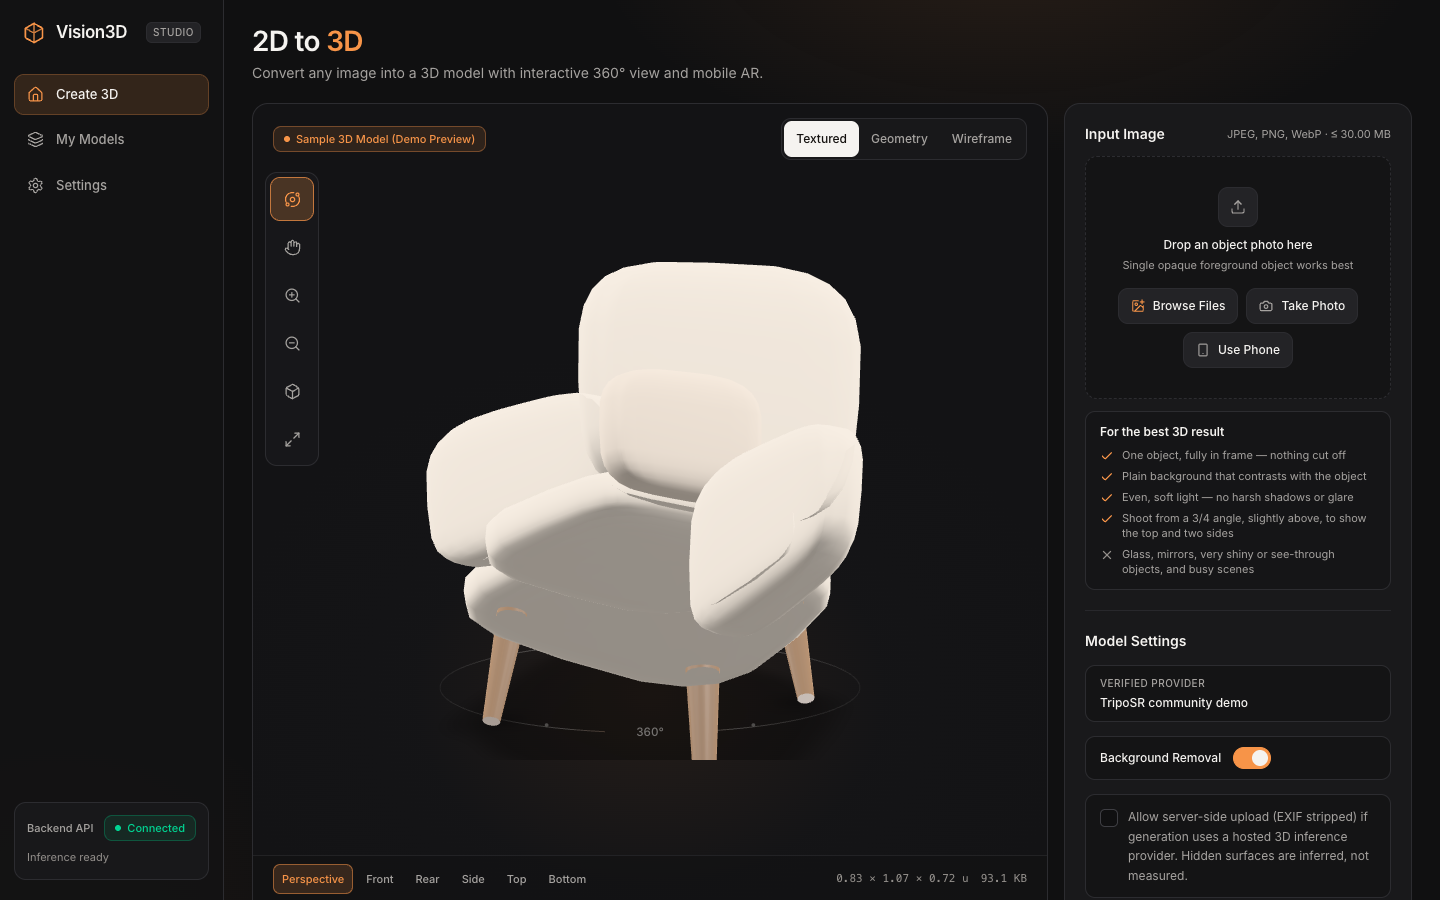 Vision3D
STUDIO
Create 3D
My Models
Settings
Backend API
Connected
Inference ready
2D to 3D
Convert any image into a 3D model with interactive 360° view and mobile AR.
Sample 3D Model (Demo Preview)
Textured
Geometry
Wireframe
360°
Perspective
Front
Rear
Side
Top
Bottom
0.83 × 1.07 × 0.72 u 93.1 KB
Input Image
JPEG, PNG, WebP · ≤ 30.00 MB
Drop an object photo here
Single opaque foreground object works best
Browse Files
Take Photo
Use Phone
For the best 3D result
One object, fully in frame — nothing cut off
Plain background that contrasts with the object
Even, soft light — no harsh shadows or glare
Shoot from a 3/4 angle, slightly above, to show
the top and two sides
Glass, mirrors, very shiny or see-through
objects, and busy scenes
Model Settings
VERIFIED PROVIDER
TripoSR community demo
Background Removal
Allow server-side upload (EXIF stripped) if
generation uses a hosted 3D inference
provider. Hidden surfaces are inferred, not
measured.